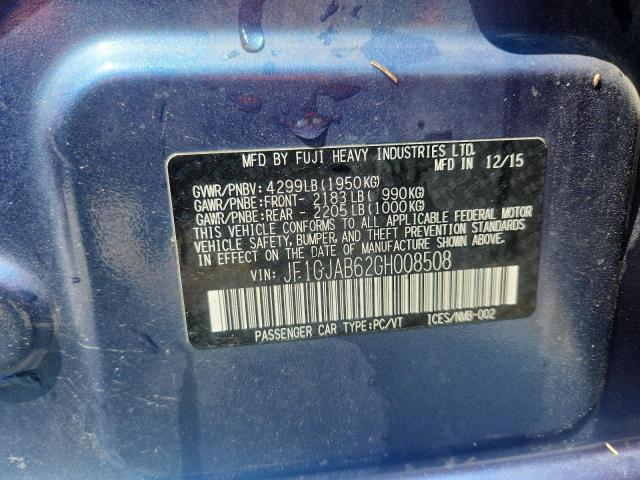 MFD BY FUJI HEAVY INDUSTRIES LTD.
MFD IN 12/15
GVWR/PNBV: 4299LB(1950KG)
GAWR/PNBE:FRONT- 2183LB( 990KG)
GAWR/PNBE:REAR - 2205LB(1000KG)
THIS VEHICLE CONFORMS TO ALL APPLICABLE FEDERAL MOTOR
VEHICLE SAFETY, BUMPER, AND THEFT PREVENTION STANDARDS
IN EFFECT ON THE DATE OF MANUFACTURE SHOWN ABOVE.
VIN: JF1GJAB62GH008508
PASSENGER CAR TYPE:PC/VT ICES/NMB-002